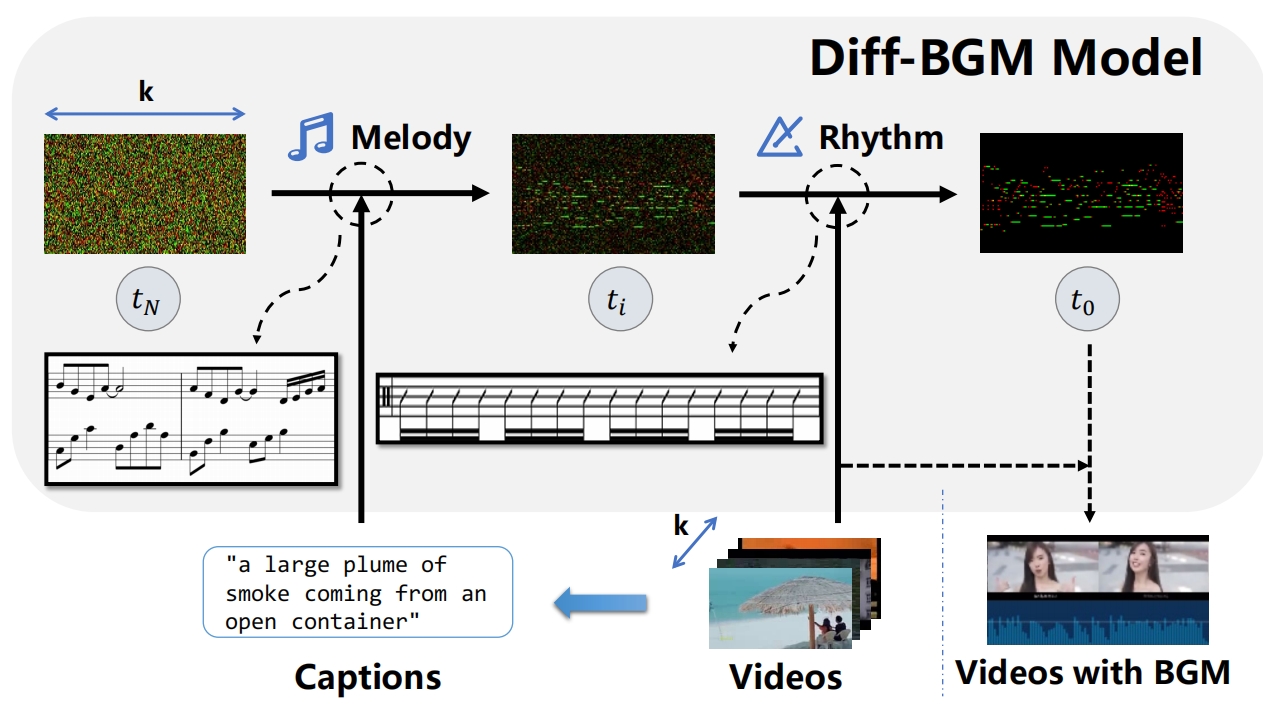 Diff-BGM Model
k
Melody
Rhythm
t_N
t_i
t_0
k
"a large plume of
smoke coming from an
open container"
Captions
Videos
Videos with BGM